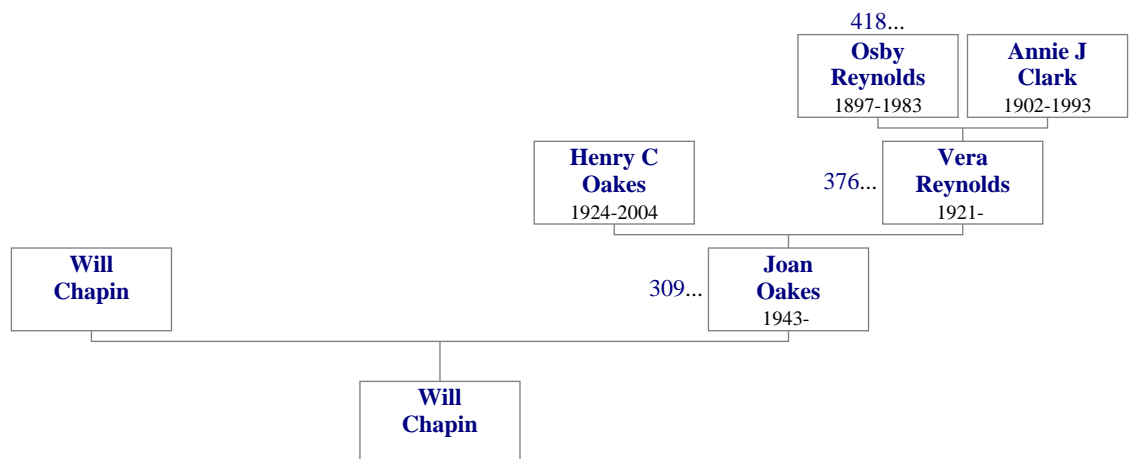 418...
Osby
Reynolds
1897-1983
Annie J
Clark
1902-1993
Henry C
Oakes
1924-2004
376...
Vera
Reynolds
1921-
Will
Chapin
309...
Joan
Oakes
1943-
Will
Chapin